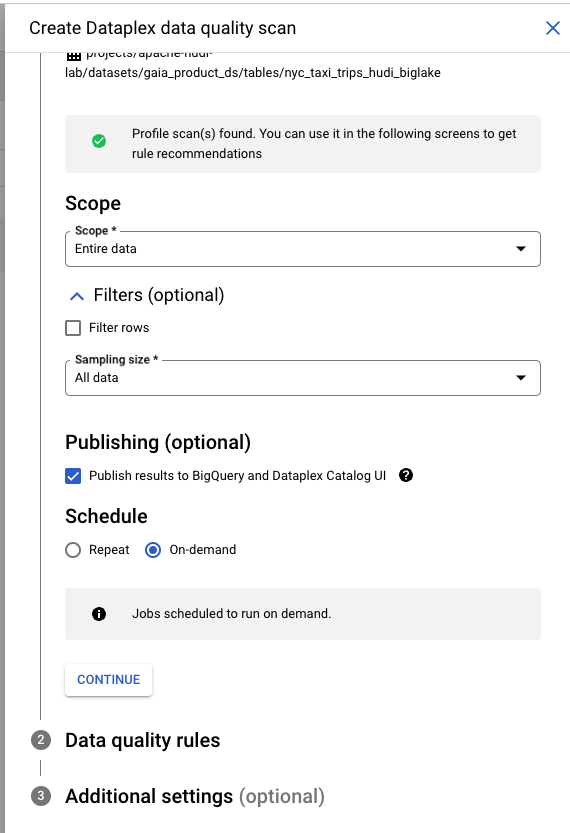 Create Dataplex data quality scan
projects/apache-hudi-
lab/datasets/gaia_product_ds/tables/nyc_taxi_trips_hudi_biglake
Profile scan(s) found. You can use it in the following screens to get
rule recommendations
Scope
Scope *
Entire data
Filters (optional)
Filter rows
Sampling size *
All data
Publishing (optional)
Publish results to BigQuery and Dataplex Catalog UI
Schedule
Repeat On-demand
Jobs scheduled to run on demand.
CONTINUE
2 Data quality rules
3 Additional settings (optional)